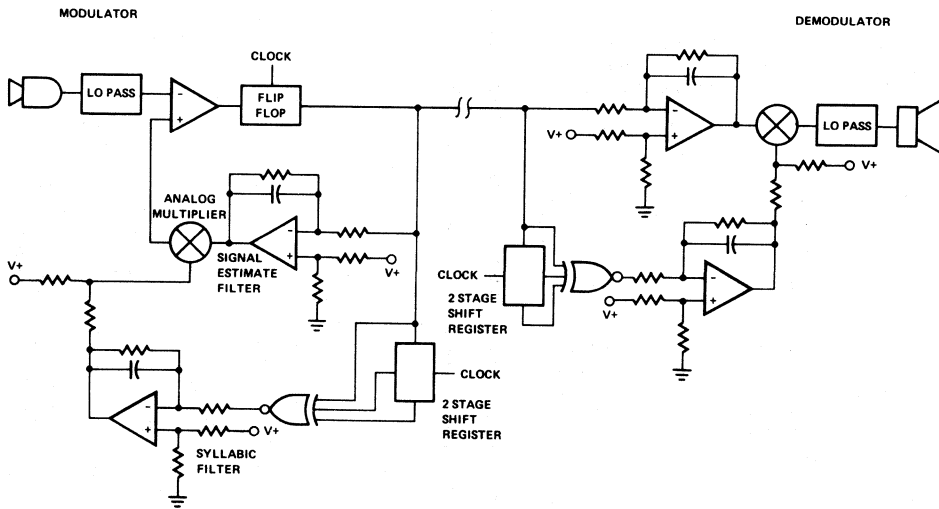 MODULATOR
DEMODULATOR
CLOCK
LO PASS
-
+
FLIP
FLOP
V+
-
+
LO PASS
V+
ANALOG
MULTIPLIER
-
+
SIGNAL
ESTIMATE
FILTER
V+
V+
CLOCK
2 STAGE
SHIFT
REGISTER
V+
-
+
-
+
V+
SYLLABIC
FILTER
CLOCK
2 STAGE
SHIFT
REGISTER